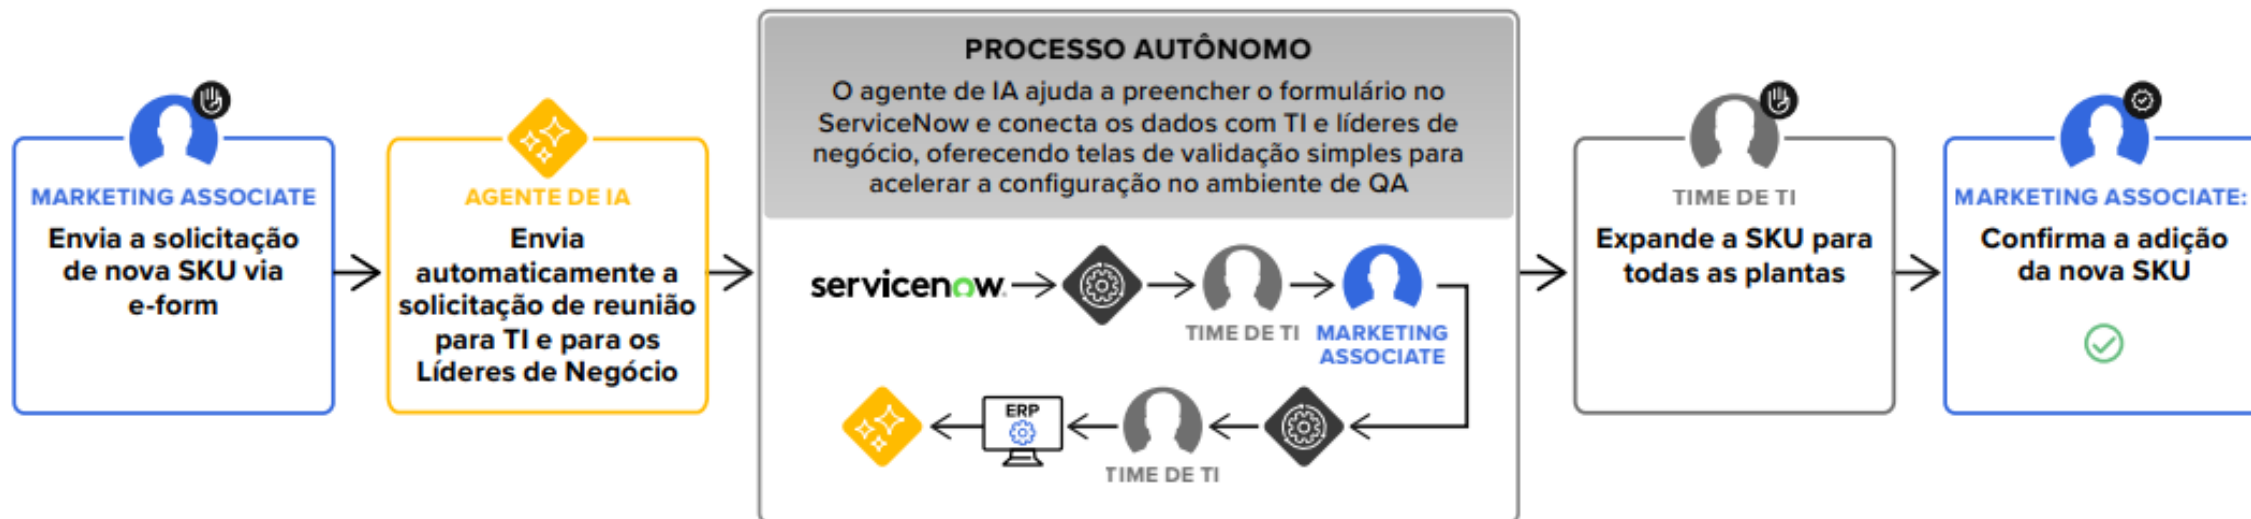 MARKETING ASSOCIATE
Envia a solicitação
de nova SKU via
e-form
AGENTE DE IA
Envia
automaticamente a
solicitação de reunião
para TI e para os
Líderes de Negócio
PROCESSO AUTÔNOMO
O agente de IA ajuda a preencher o formulário no
ServiceNow e conecta os dados com TI e líderes de
negócio, oferecendo telas de validação simples para
acelerar a configuração no ambiente de QA
servicenow
TIME DE TI
MARKETING
ASSOCIATE
ERP
TIME DE TI
TIME DE TI
Expande a SKU para
todas as plantas
MARKETING ASSOCIATE:
Confirma a adição
da nova SKU